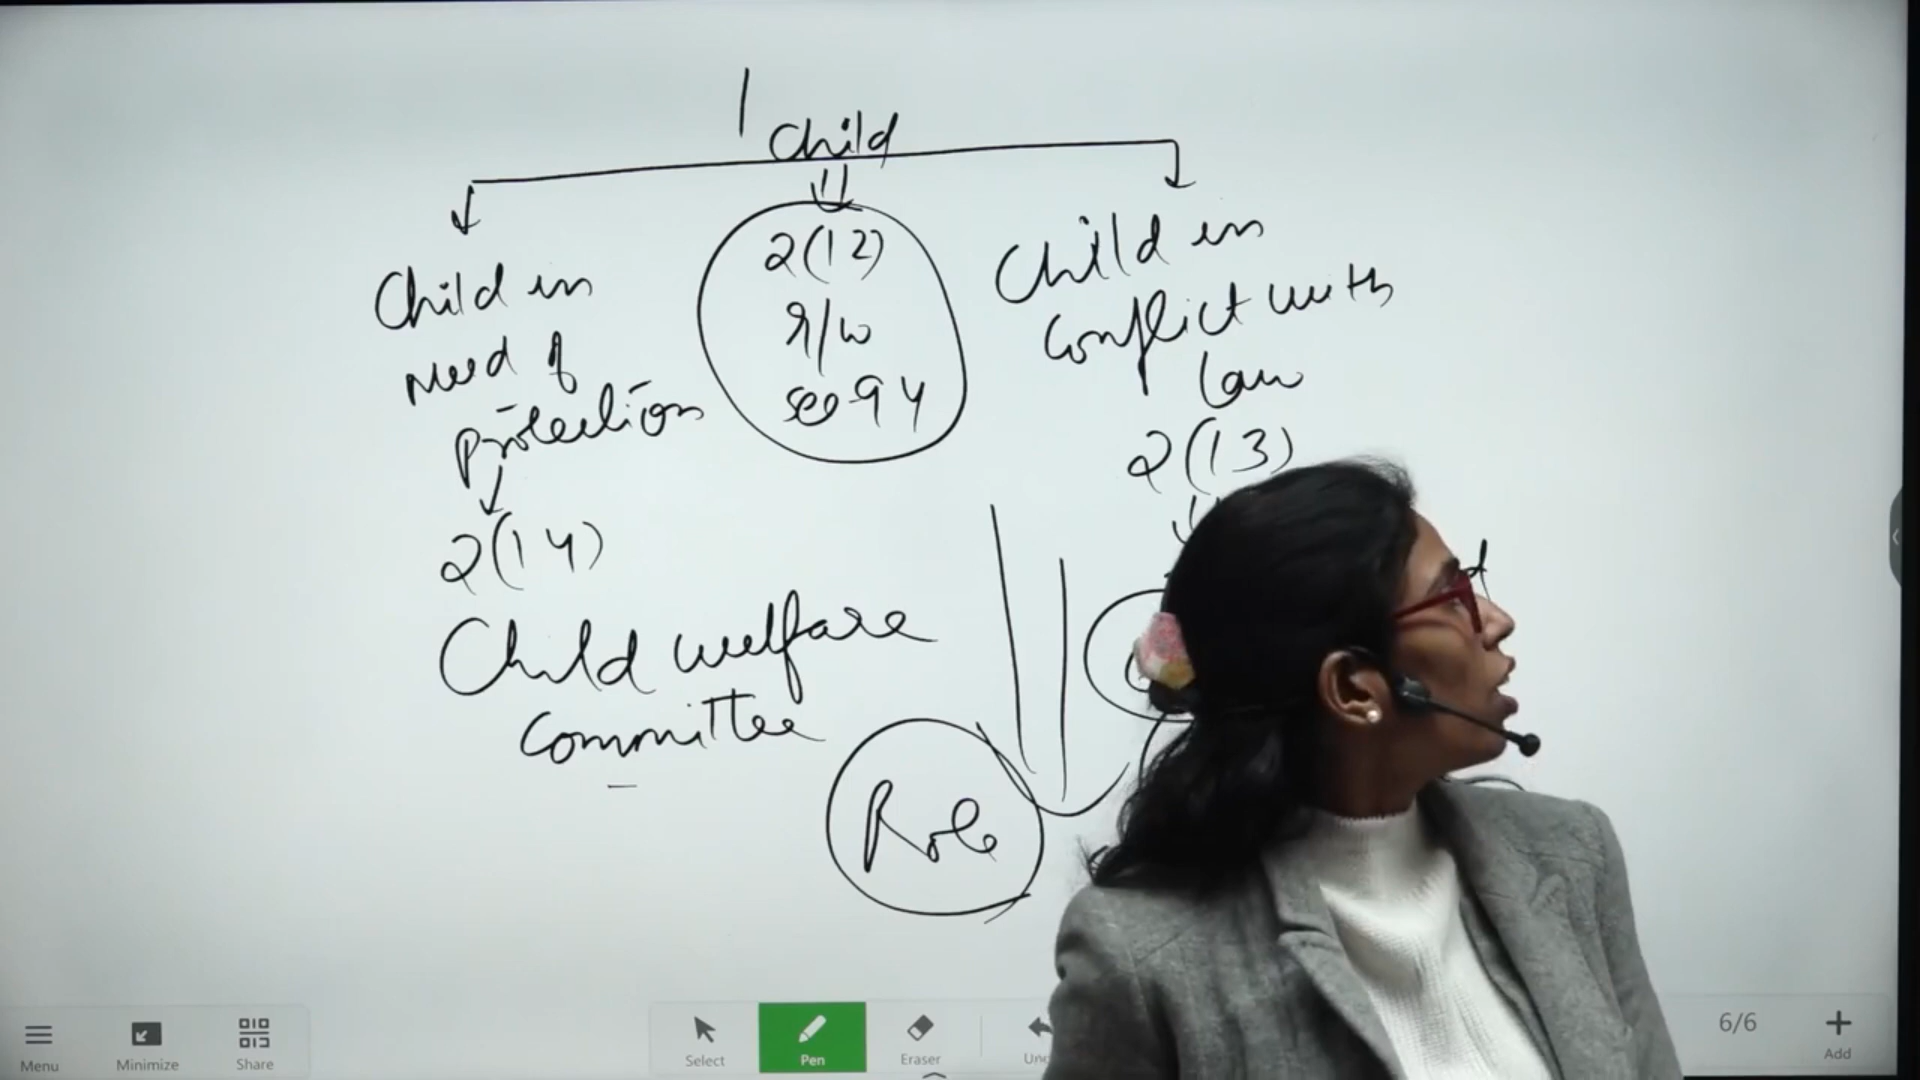 Child
2(12)
r/w
sec 94
Child in
need of
protection
2(14)
Child welfare
committee
Child in
conflict with
law
2(13)
Role
Menu
Minimize
Share
Select
Pen
Eraser
6/6
Add